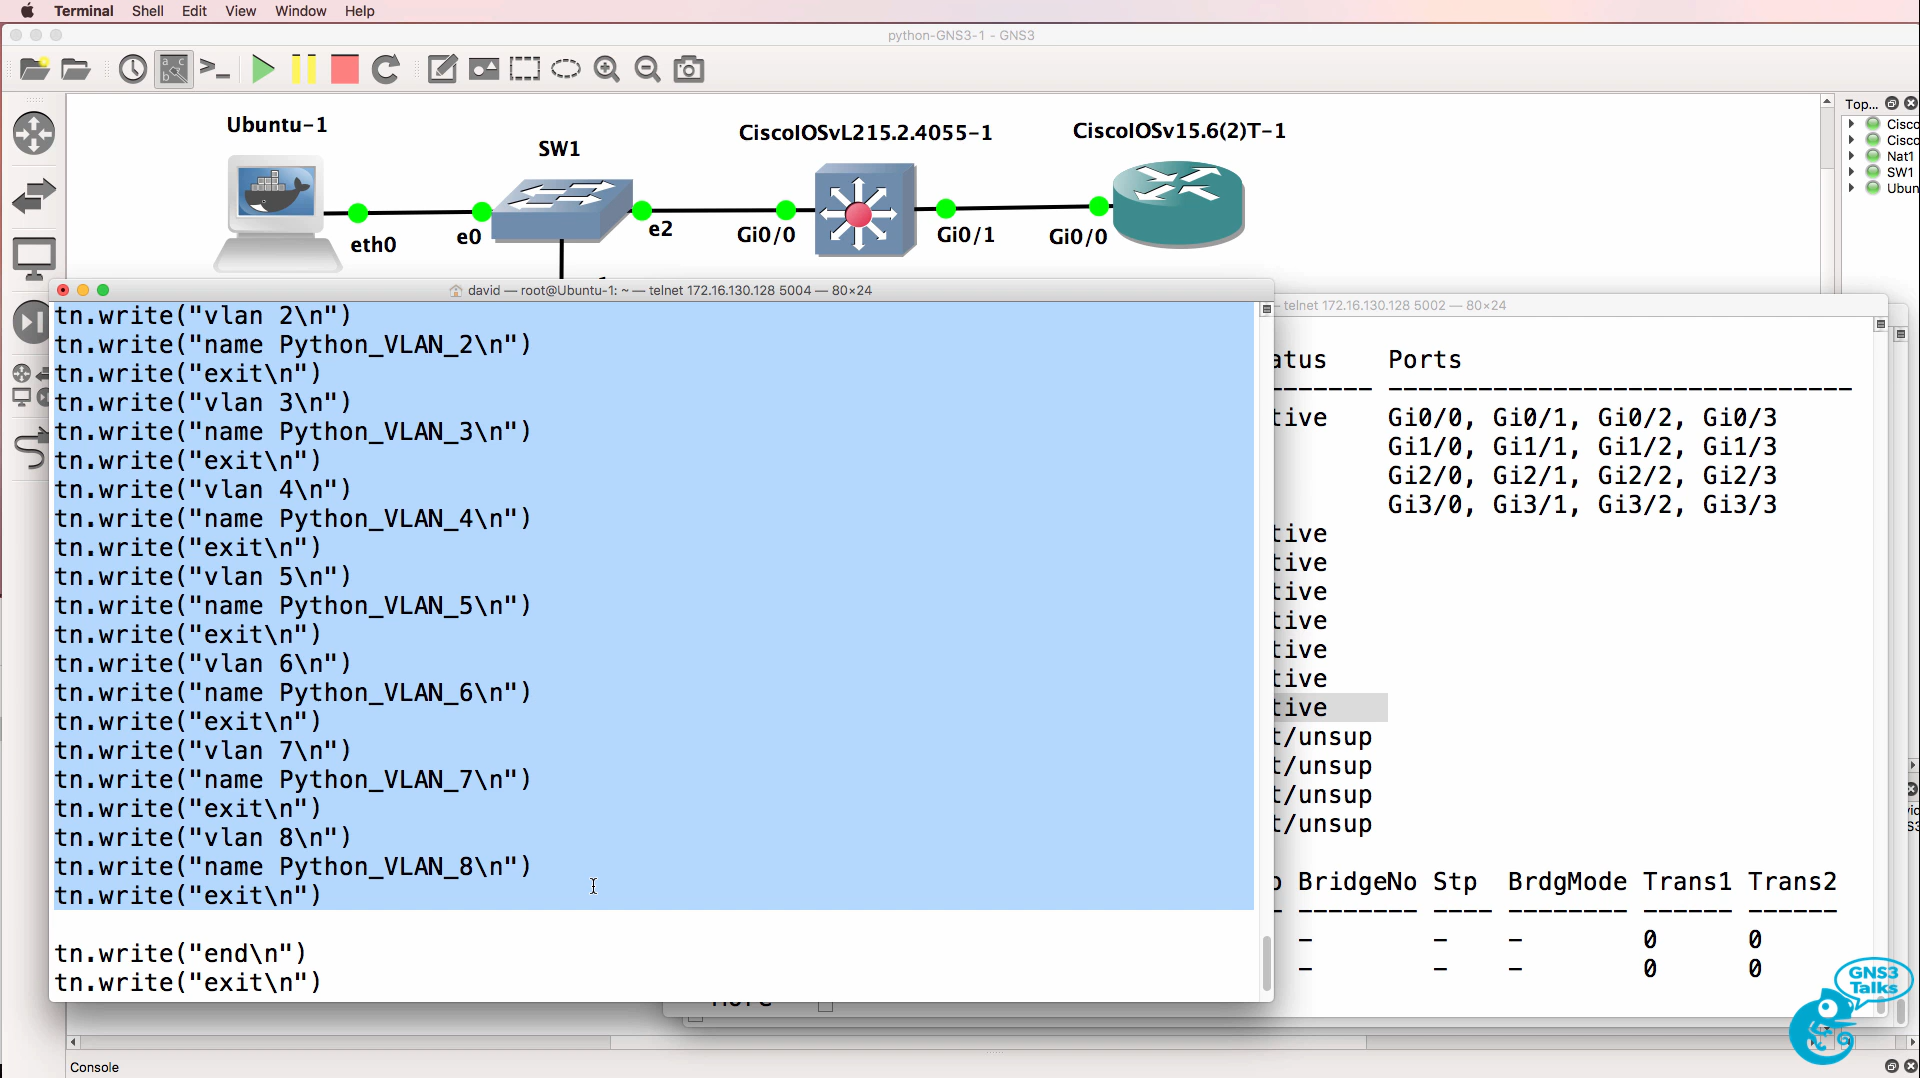 Terminal Shell Edit View Window Help
python-GNS3-1 - GNS3
Ubuntu-1
SW1
CiscoIOSvL215.2.4055-1
CiscoIOSv15.6(2)T-1
eth0
e0
e2
Gi0/0
Gi0/1
Gi0/0
Top...
Cisco
Cisco
Nat1
SW1
Ubun
david — root@Ubuntu-1: ~ — telnet 172.16.130.128 5004 — 80×24
tn.write("vlan 2\n")
tn.write("name Python_VLAN_2\n")
tn.write("exit\n")
tn.write("vlan 3\n")
tn.write("name Python_VLAN_3\n")
tn.write("exit\n")
tn.write("vlan 4\n")
tn.write("name Python_VLAN_4\n")
tn.write("exit\n")
tn.write("vlan 5\n")
tn.write("name Python_VLAN_5\n")
tn.write("exit\n")
tn.write("vlan 6\n")
tn.write("name Python_VLAN_6\n")
tn.write("exit\n")
tn.write("vlan 7\n")
tn.write("name Python_VLAN_7\n")
tn.write("exit\n")
tn.write("vlan 8\n")
tn.write("name Python_VLAN_8\n")
tn.write("exit\n")
tn.write("end\n")
tn.write("exit\n")
— telnet 172.16.130.128 5002 — 80×24
atus Ports
------- -------------------------------
tive Gi0/0, Gi0/1, Gi0/2, Gi0/3
Gi1/0, Gi1/1, Gi1/2, Gi1/3
Gi2/0, Gi2/1, Gi2/2, Gi2/3
Gi3/0, Gi3/1, Gi3/2, Gi3/3
tive
tive
tive
tive
tive
tive
tive
t/unsup
t/unsup
t/unsup
t/unsup
BridgeNo Stp BrdgMode Trans1 Trans2
-------- ---- -------- ------ ------
- - - 0 0
- - - 0 0
GNS3
Talks
Console